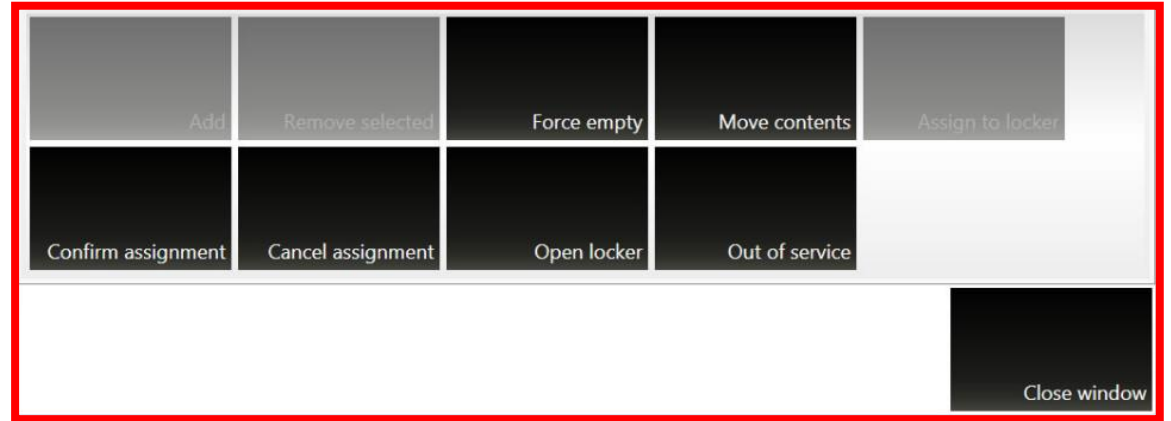 Add
Remove selected
Force empty
Move contents
Assign to locker
Confirm assignment
Cancel assignment
Open locker
Out of service
Close window